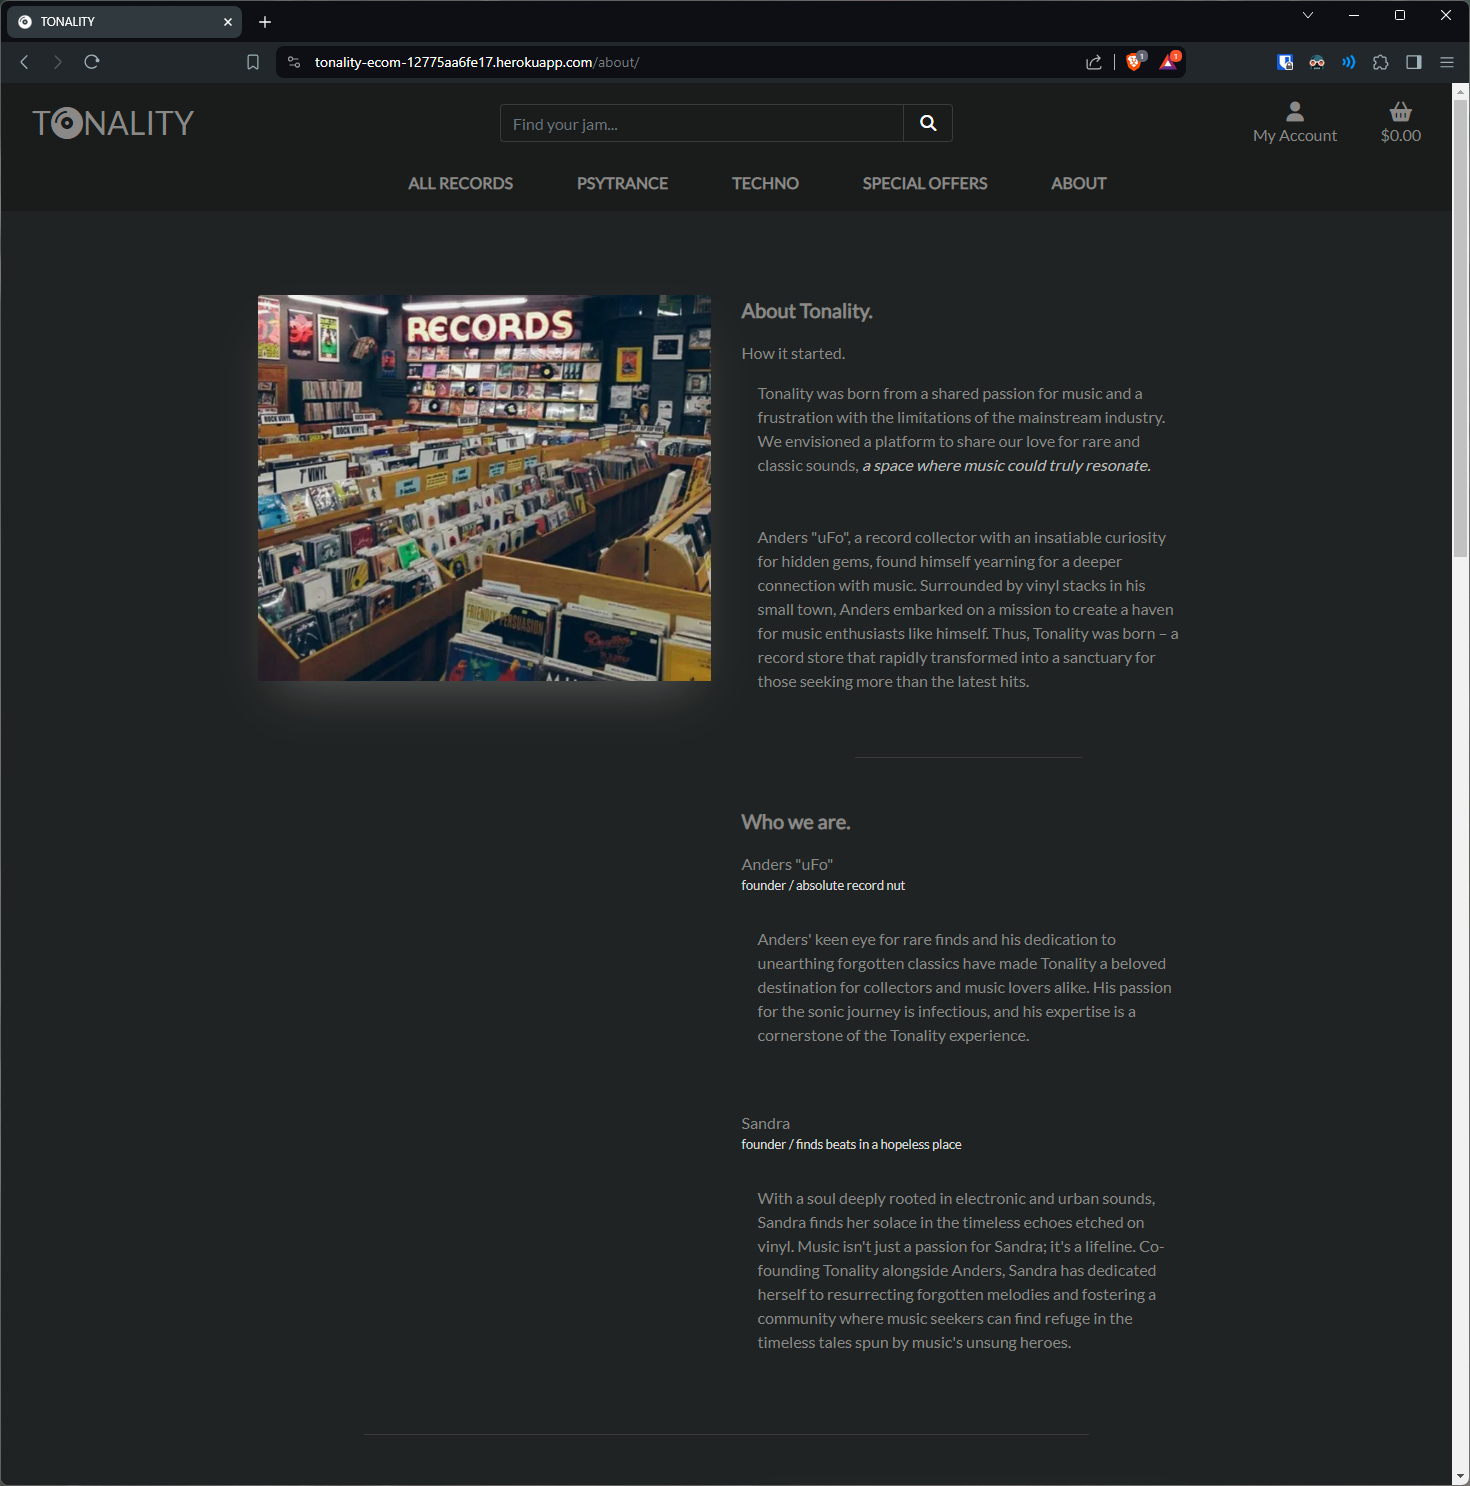 TONALITY
tonality-ecom-12775aa6fe17.herokuapp.com/about/
1
1
TONALITY
Find your jam...
My Account
$0.00
ALL RECORDS
PSYTRANCE
TECHNO
SPECIAL OFFERS
ABOUT
RECORDS
ROCK VINYL
ROCK VINYL
7" VINYL
7" VINYL
FRIENDLY PERSUASION
About Tonality.
How it started.
Tonality was born from a shared passion for music and a
frustration with the limitations of the mainstream industry.
We envisioned a platform to share our love for rare and
classic sounds, a space where music could truly resonate.
Anders "uFo", a record collector with an insatiable curiosity
for hidden gems, found himself yearning for a deeper
connection with music. Surrounded by vinyl stacks in his
small town, Anders embarked on a mission to create a haven
for music enthusiasts like himself. Thus, Tonality was born – a
record store that rapidly transformed into a sanctuary for
those seeking more than the latest hits.
Who we are.
Anders "uFo"
founder / absolute record nut
Anders' keen eye for rare finds and his dedication to
unearthing forgotten classics have made Tonality a beloved
destination for collectors and music lovers alike. His passion
for the sonic journey is infectious, and his expertise is a
cornerstone of the Tonality experience.
Sandra
founder / finds beats in a hopeless place
With a soul deeply rooted in electronic and urban sounds,
Sandra finds her solace in the timeless echoes etched on
vinyl. Music isn't just a passion for Sandra; it's a lifeline. Co-
founding Tonality alongside Anders, Sandra has dedicated
herself to resurrecting forgotten melodies and fostering a
community where music seekers can find refuge in the
timeless tales spun by music's unsung heroes.